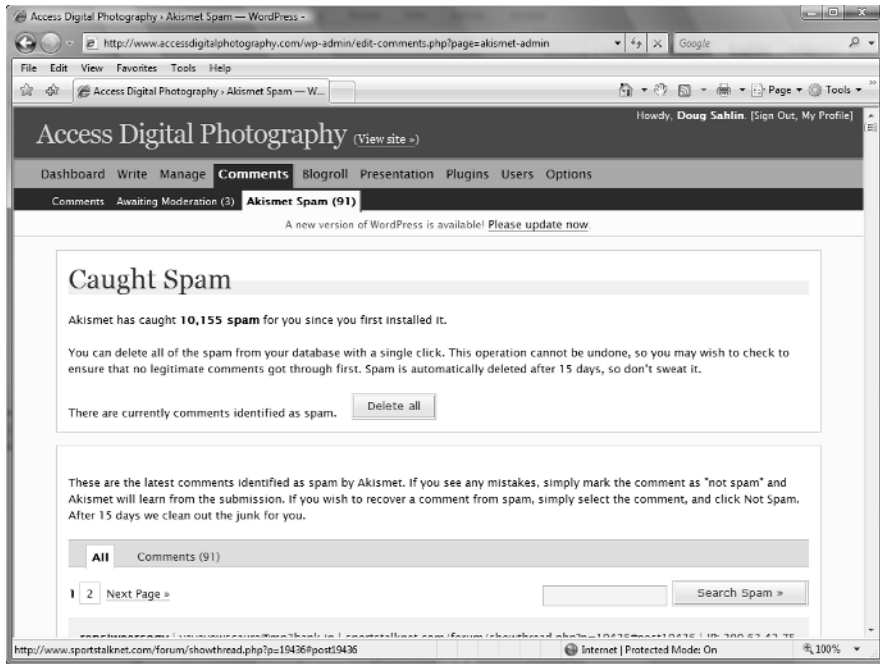 Access Digital Photography › Akismet Spam — WordPress -
http://www.accessdigitalphotography.com/wp-admin/edit-comments.php?page=akismet-admin
Google
File Edit View Favorites Tools Help
Access Digital Photography › Akismet Spam — W...
Page Tools
Howdy, Doug Sahlin. [Sign Out, My Profile]
Access Digital Photography (View site »)
Dashboard Write Manage Comments Blogroll Presentation Plugins Users Options
Comments Awaiting Moderation (3) Akismet Spam (91)
A new version of WordPress is available! Please update now.
Caught Spam
Akismet has caught 10,155 spam for you since you first installed it.
You can delete all of the spam from your database with a single click. This operation cannot be undone, so you may wish to check to
ensure that no legitimate comments got through first. Spam is automatically deleted after 15 days, so don't sweat it.
There are currently comments identified as spam. Delete all
These are the latest comments identified as spam by Akismet. If you see any mistakes, simply mark the comment as "not spam" and
Akismet will learn from the submission. If you wish to recover a comment from spam, simply select the comment, and click Not Spam.
After 15 days we clean out the junk for you.
All Comments (91)
1 2 Next Page » Search Spam »
http://www.sportstalknet.com/forum/showthread.php?p=19436#post19436 Internet | Protected Mode: On 100%